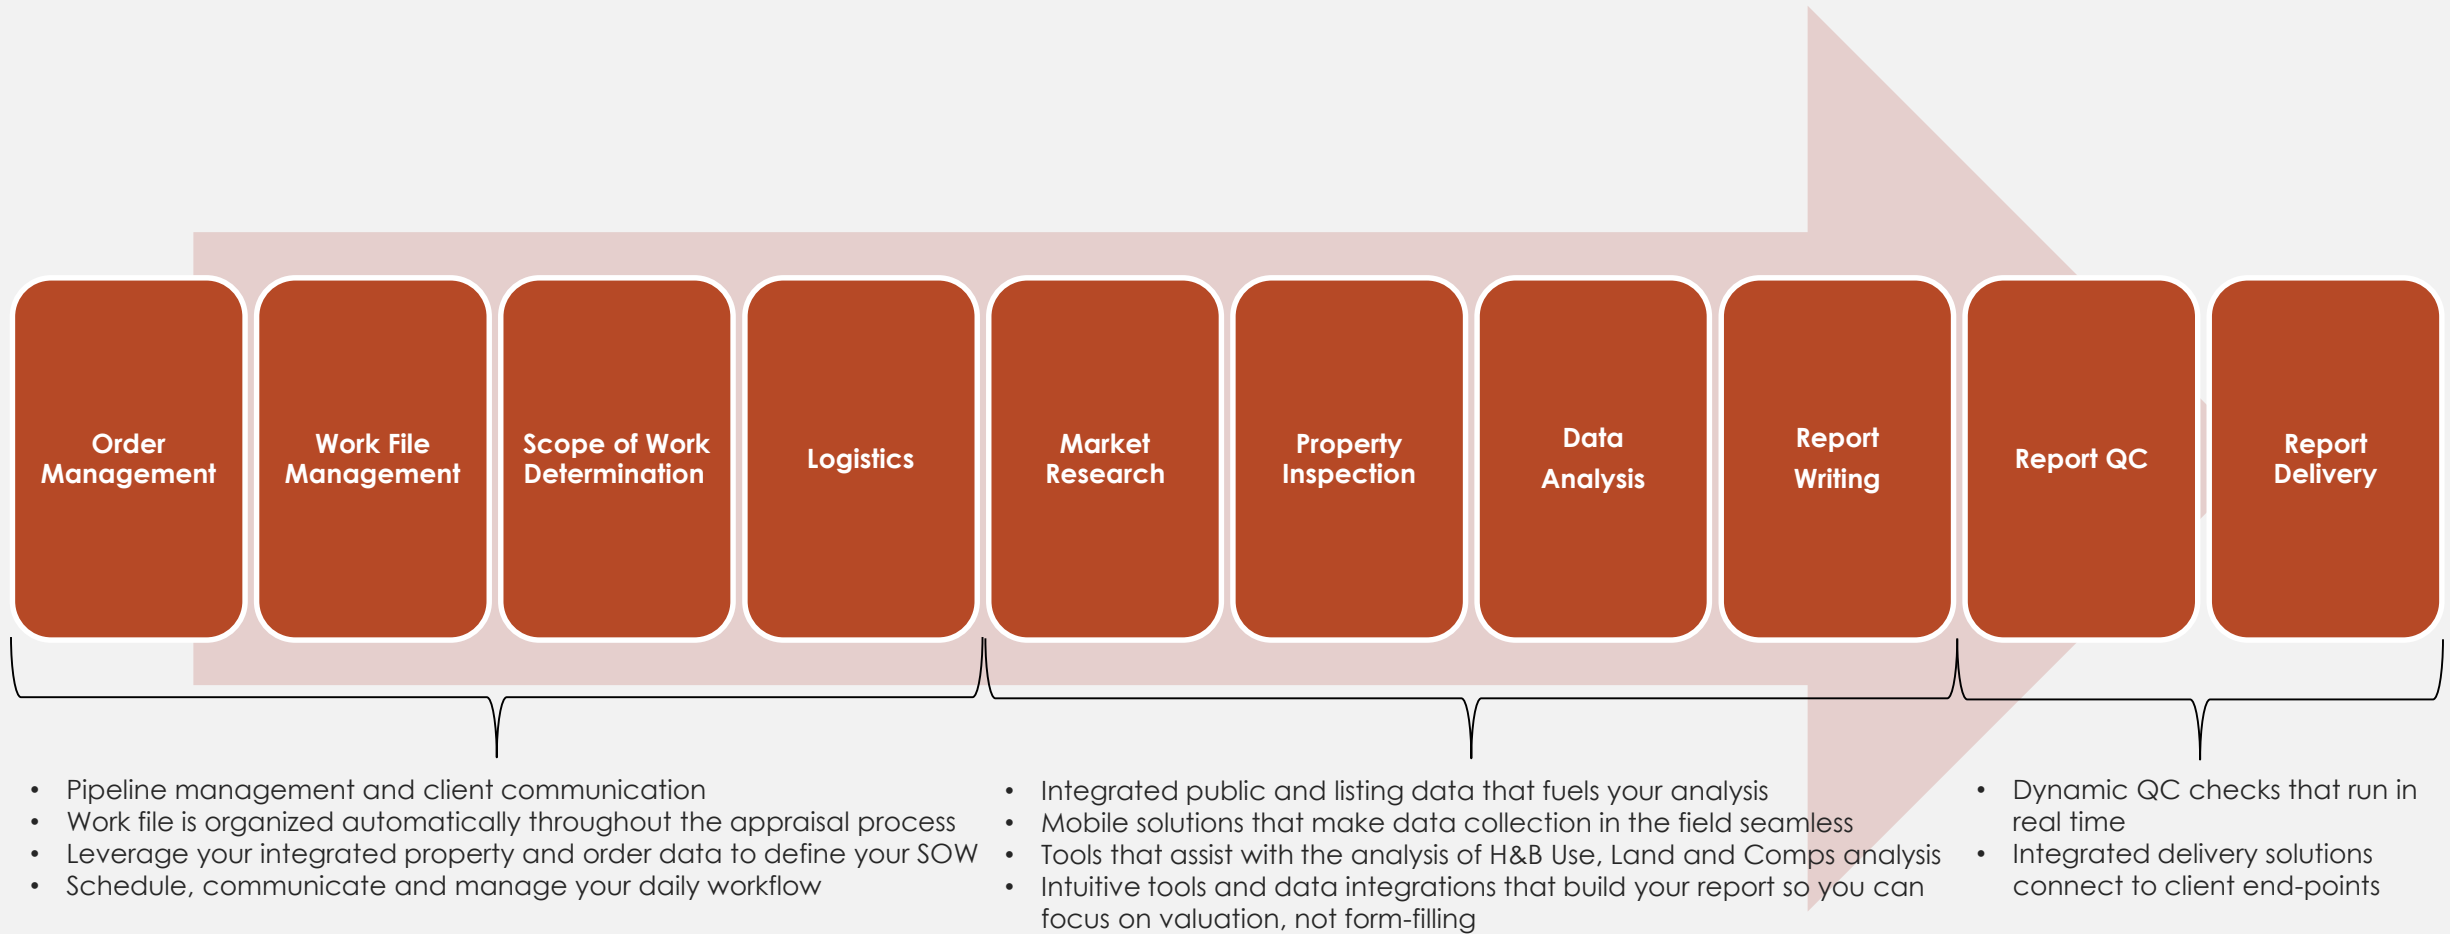 Order
Management
Work File
Management
Scope of Work
Determination
Logistics
Market
Research
Property
Inspection
Data
Analysis
Report
Writing
Report QC
Report
Delivery
• Pipeline management and client communication
• Work file is organized automatically throughout the appraisal process
• Leverage your integrated property and order data to define your SOW
• Schedule, communicate and manage your daily workflow
• Integrated public and listing data that fuels your analysis
• Mobile solutions that make data collection in the field seamless
• Tools that assist with the analysis of H&B Use, Land and Comps analysis
• Intuitive tools and data integrations that build your report so you can
focus on valuation, not form-filling
• Dynamic QC checks that run in
real time
• Integrated delivery solutions
connect to client end-points